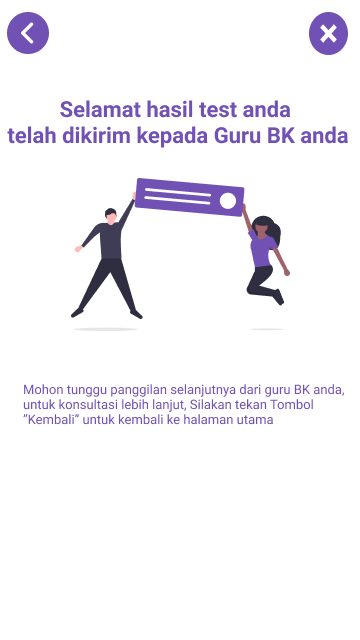 Selamat hasil test anda
telah dikirim kepada Guru BK anda
Mohon tunggu panggilan selanjutnya dari guru BK anda,
untuk konsultasi lebih lanjut, Silakan tekan Tombol
”Kembali” untuk kembali ke halaman utama